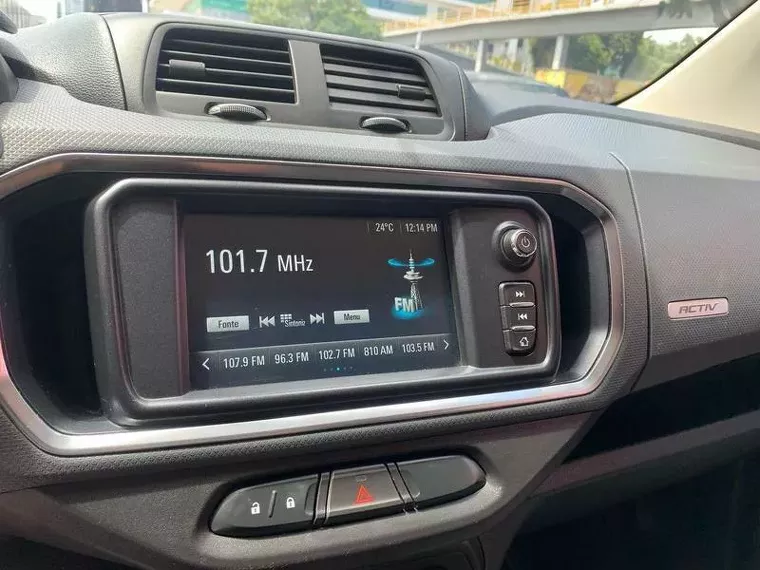 24°C 12:14 PM
101.7 MHz
FM
Fonte Sintonia Menu
107.9 FM 96.3 FM 102.7 FM 810 AM 103.5 FM
ACTIV